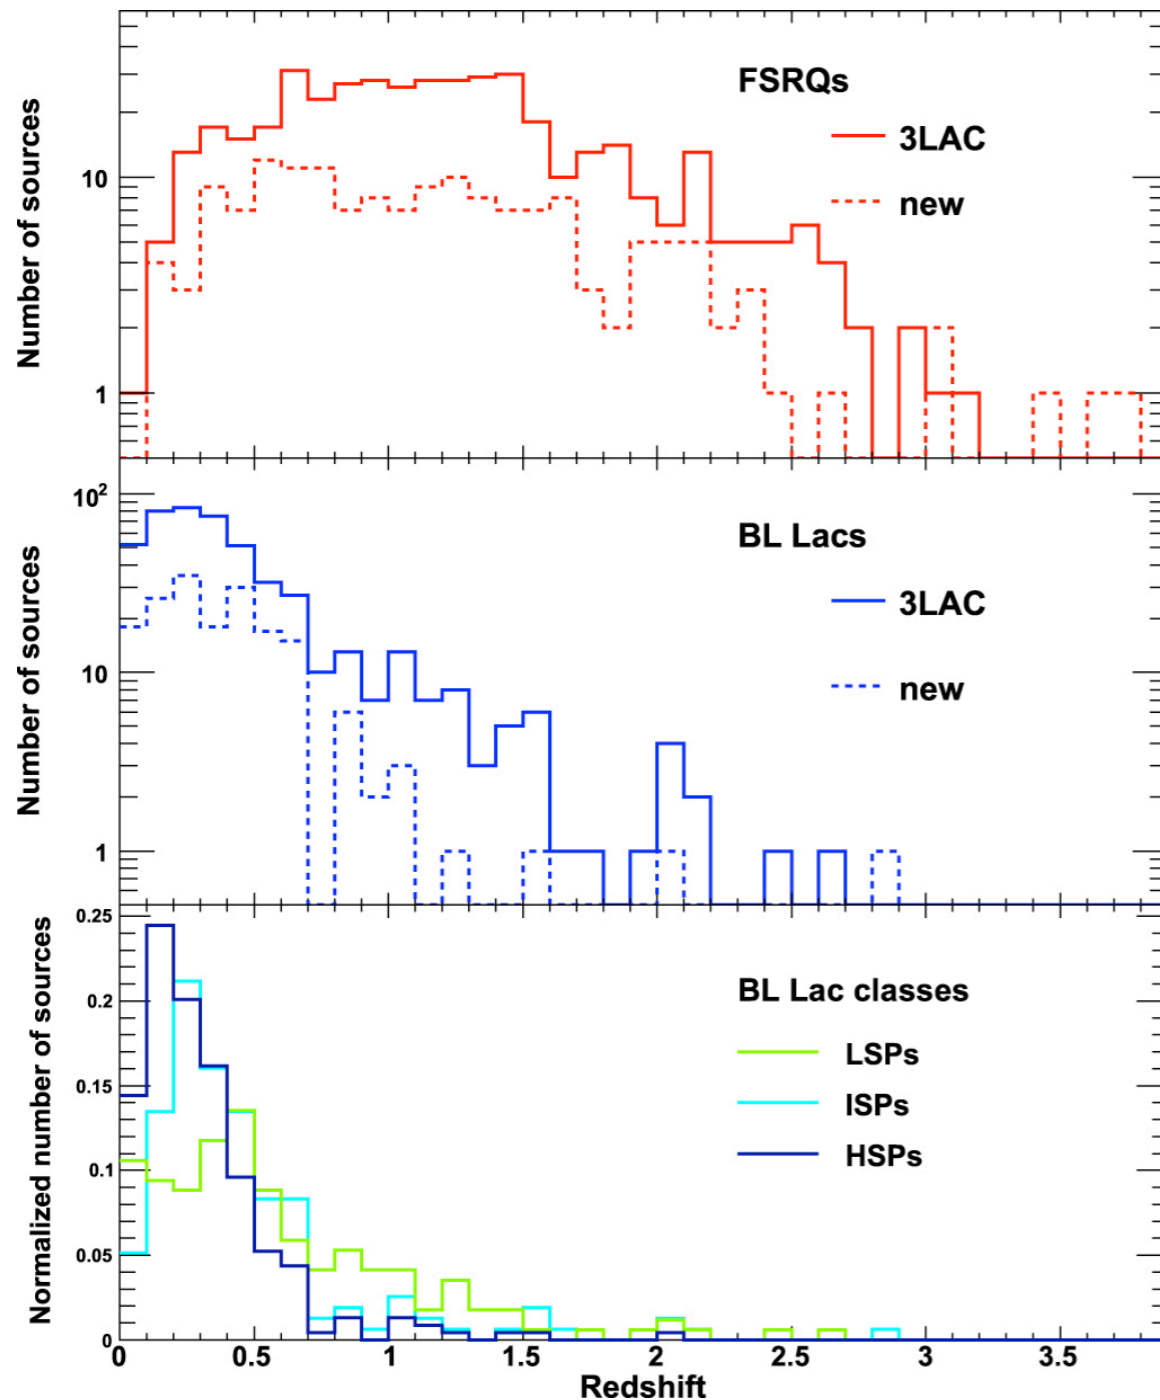 Number of sources
10
1
FSRQs
3LAC
new
Number of sources
10²
10
1
BL Lacs
3LAC
new
Normalized number of sources
0.25
0.2
0.15
0.1
0.05
0
BL Lac classes
LSPs
ISPs
HSPs
0 0.5 1 1.5 2 2.5 3 3.5
Redshift